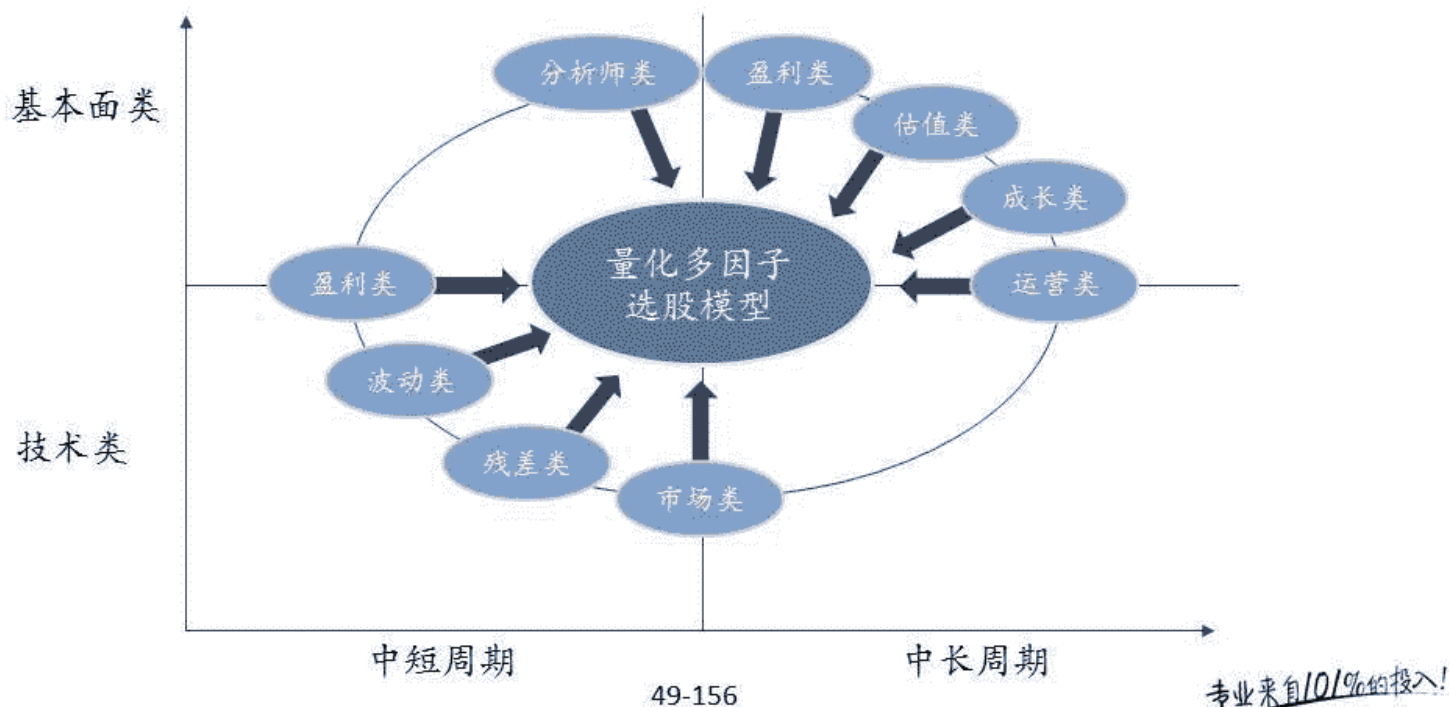 分析师类
盈利类
基本面类
估值类
成长类
量化多因子
选股模型
盈利类
运营类
波动类
技术类
残差类
市场类
中短周期
中长周期
49-156
专业来自101%的投入!